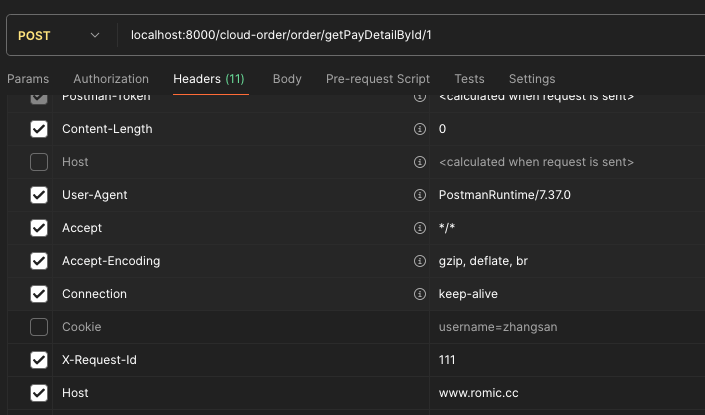 POST localhost:8000/cloud-order/order/getPayDetailById/1
Params Authorization Headers (11) Body Pre-request Script Tests Settings
Postman-Token <calculated when request is sent>
Content-Length 0
Host <calculated when request is sent>
User-Agent PostmanRuntime/7.37.0
Accept */*
Accept-Encoding gzip, deflate, br
Connection keep-alive
Cookie username=zhangsan
X-Request-Id 111
Host www.romic.cc